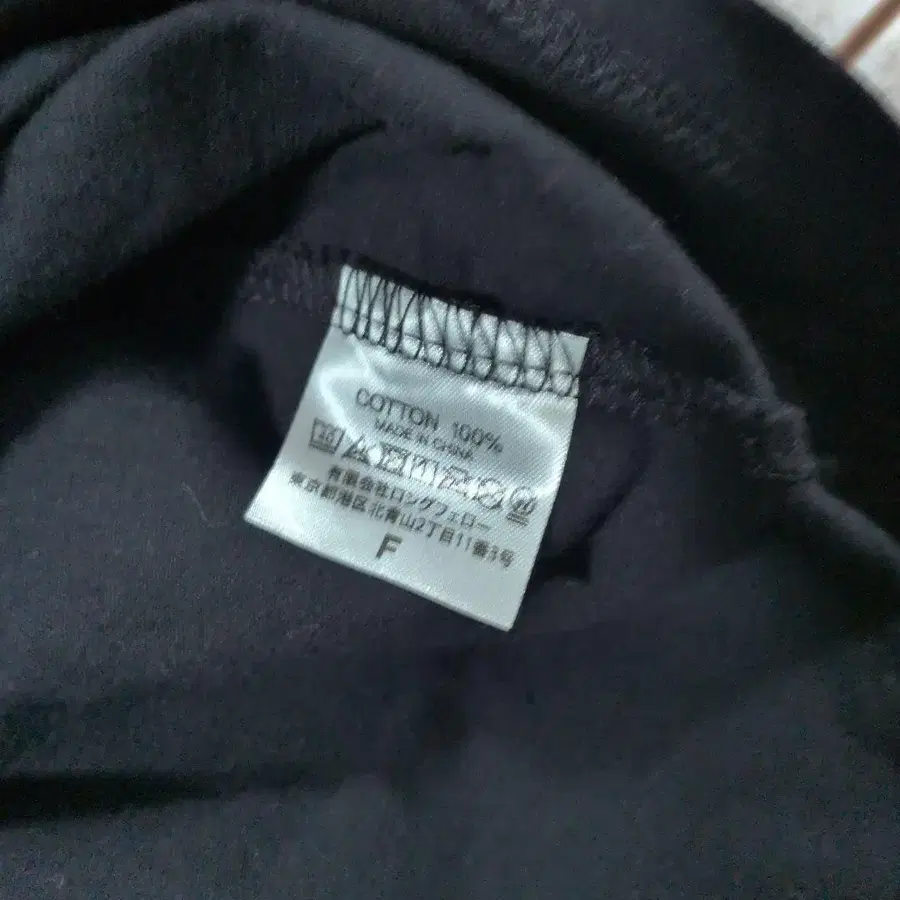 COTTON 100%
MADE IN CHINA
有限会社ロングフェロー
東京都港区北青山2丁目11番3号
F